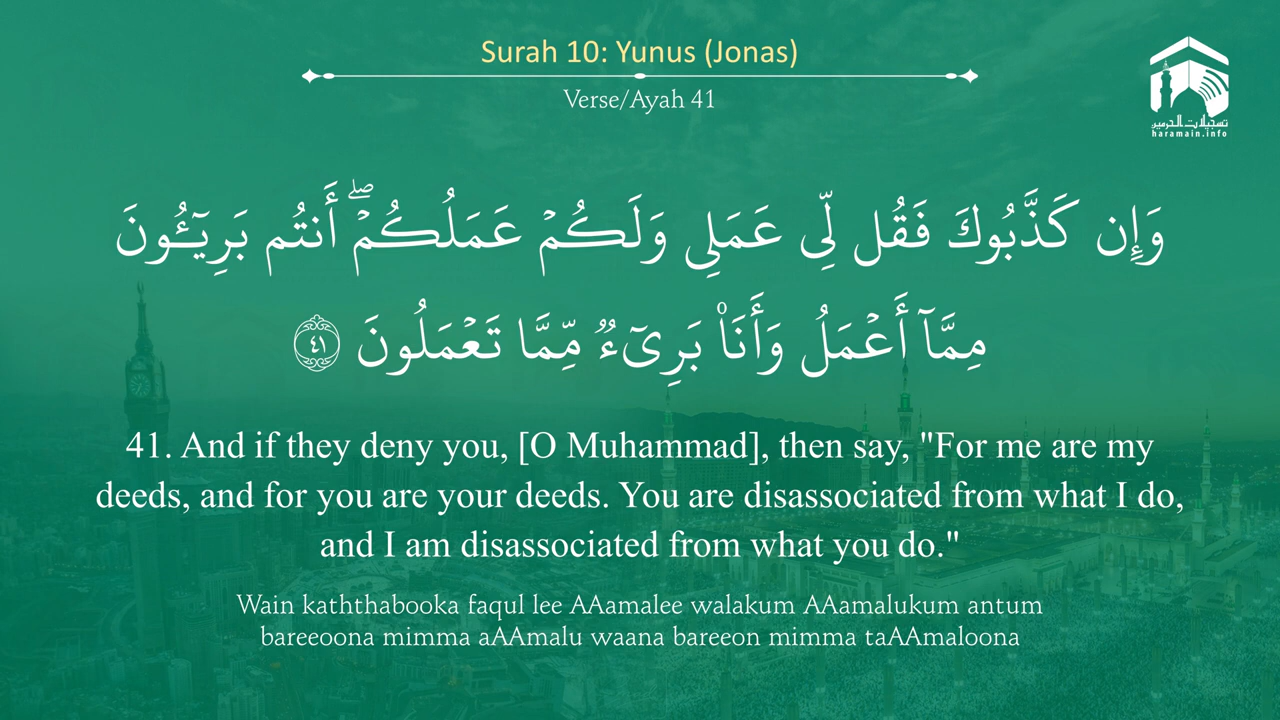 Surah 10: Yunus (Jonas)
Verse/Ayah 41
تسجيلات الحرمين
haramain.info
وَإِن كَذَّبُوكَ فَقُل لِّى عَمَلِى وَلَكُمْ عَمَلُكُمْ ۖ أَنتُم بَرِيٓـُٔونَ
مِمَّآ أَعْمَلُ وَأَنَا۠ بَرِىٓءٌ مِّمَّا تَعْمَلُونَ ٤١
41. And if they deny you, [O Muhammad], then say, "For me are my
deeds, and for you are your deeds. You are disassociated from what I do,
and I am disassociated from what you do."
Wain kaththabooka faqul lee AAamalee walakum AAamalukum antum
bareeoona mimma aAAmalu waana bareeon mimma taAAmaloona